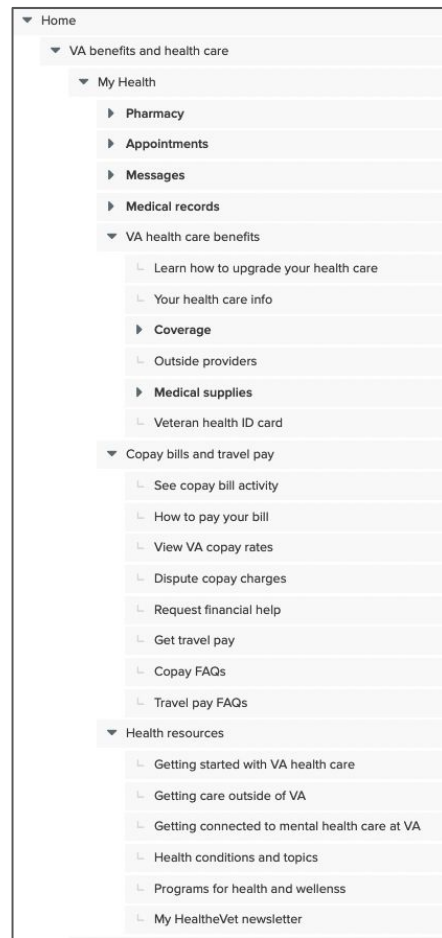 Home
VA benefits and health care
My Health
Pharmacy
Appointments
Messages
Medical records
VA health care benefits
Learn how to upgrade your health care
Your health care info
Coverage
Outside providers
Medical supplies
Veteran health ID card
Copay bills and travel pay
See copay bill activity
How to pay your bill
View VA copay rates
Dispute copay charges
Request financial help
Get travel pay
Copay FAQs
Travel pay FAQs
Health resources
Getting started with VA health care
Getting care outside of VA
Getting connected to mental health care at VA
Health conditions and topics
Programs for health and wellenss
My HealtheVet newsletter